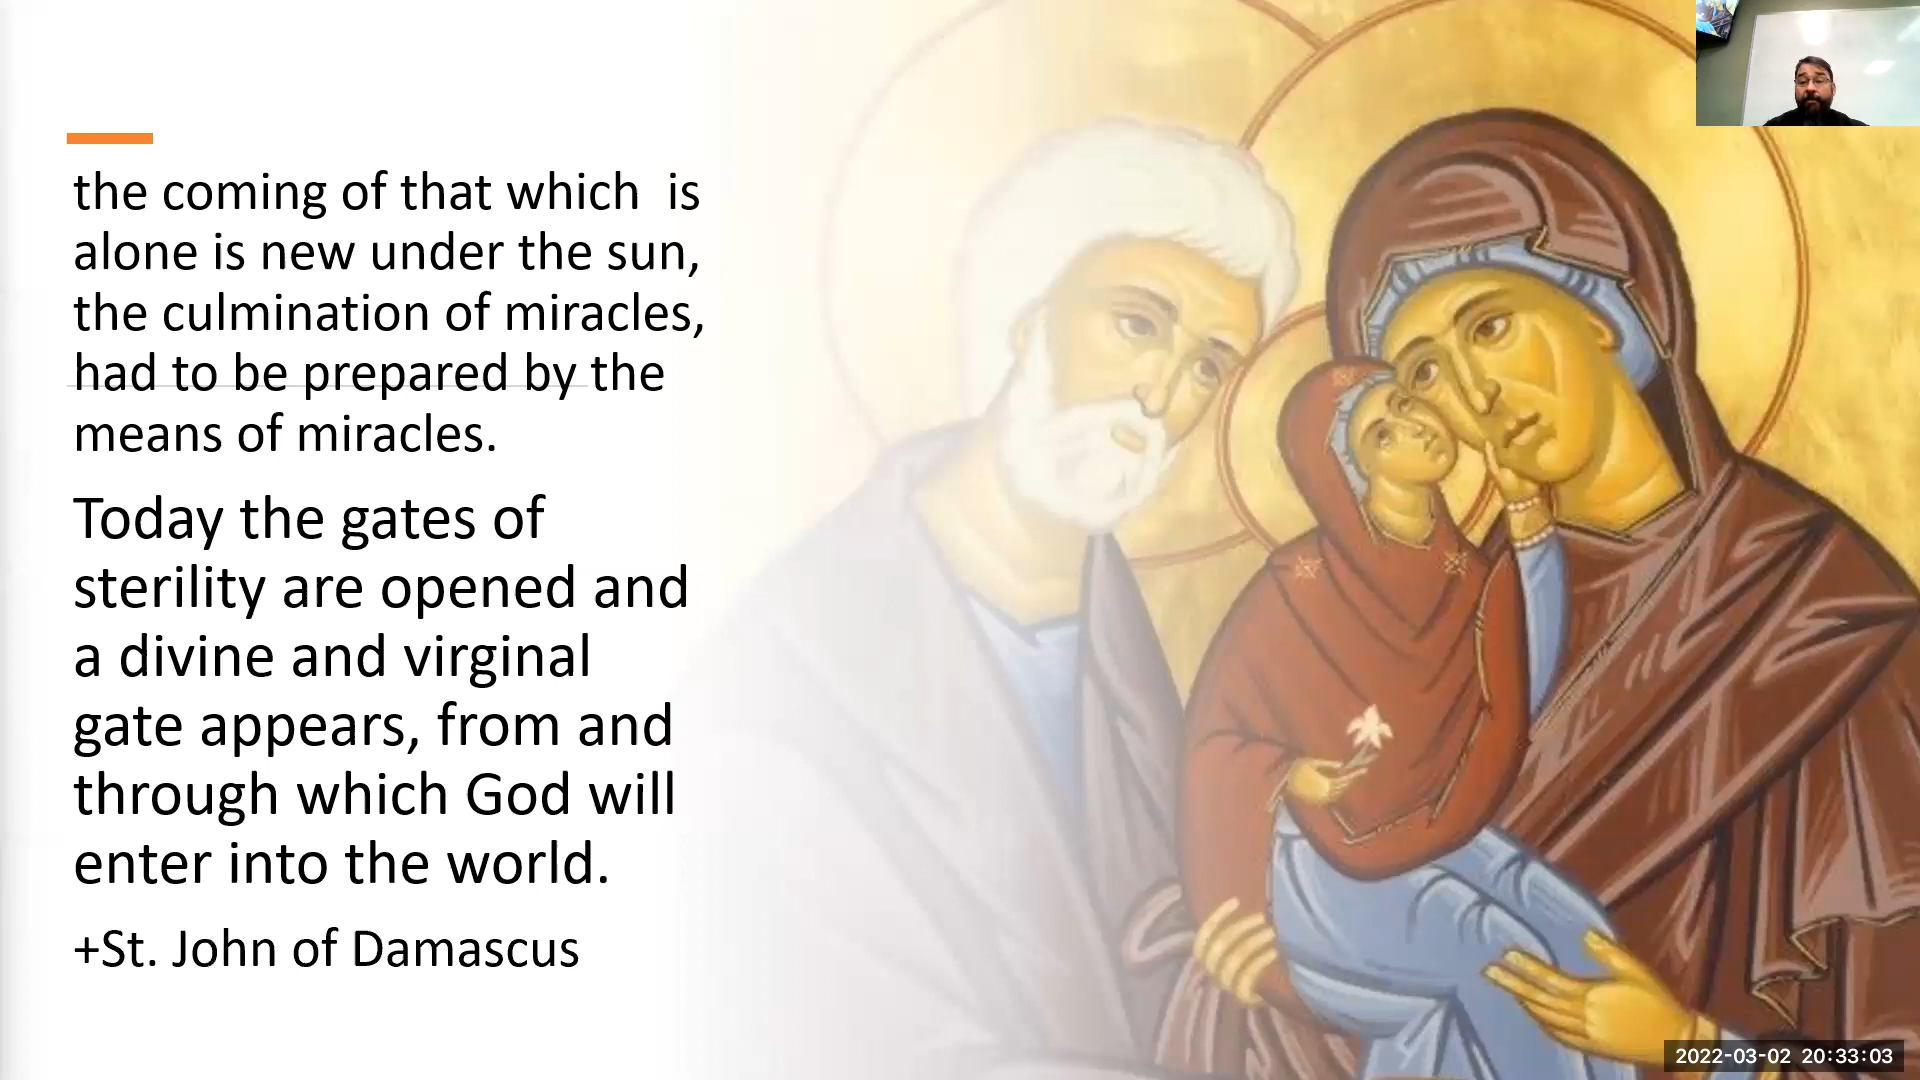 the coming of that which  is
alone is new under the sun,
the culmination of miracles,
had to be prepared by the
means of miracles.
Today the gates of
sterility are opened and
a divine and virginal
gate appears, from and
through which God will
enter into the world.
+St. John of Damascus
2022-03-02 20:33:03